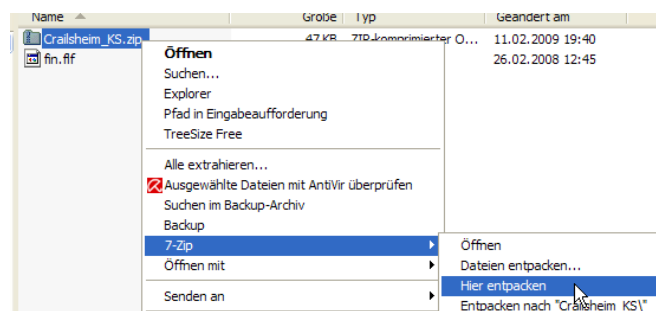 Name Größe Typ Geändert am
Crailsheim_KS.zip 47 KB ZIP-komprimierter O... 11.02.2009 19:40
fin.flf 26.02.2008 12:45
Öffnen
Suchen...
Explorer
Pfad in Eingabeaufforderung
TreeSize Free
Alle extrahieren...
Ausgewählte Dateien mit AntiVir überprüfen
Suchen im Backup-Archiv
Backup
7-Zip
Öffnen mit
Senden an
Öffnen
Dateien entpacken...
Hier entpacken
Entpacken nach "Crailsheim_KS\"